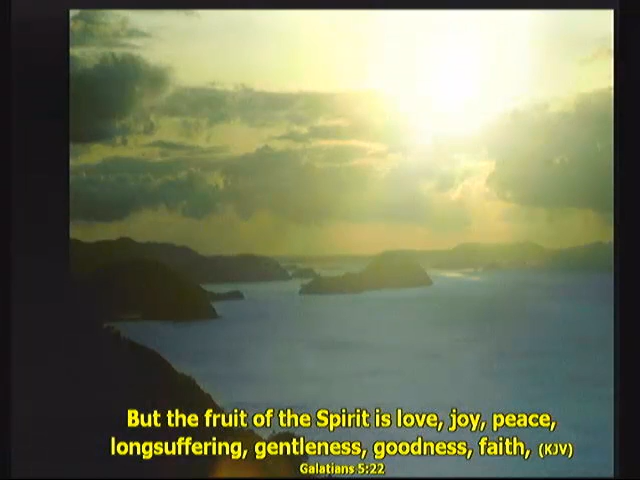 But the fruit of the Spirit is love, joy, peace,
longsuffering, gentleness, goodness, faith, (KJV)
Galatians 5:22